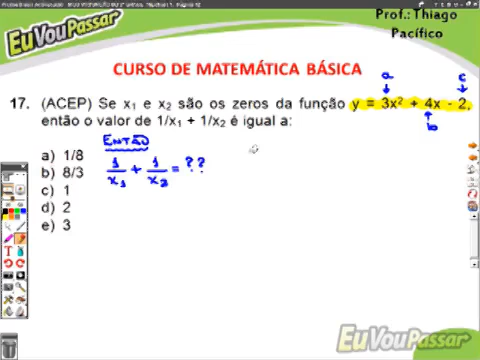 EuVouPassar
Prof.: Thiago
Pacífico
CURSO DE MATEMÁTICA BÁSICA
a c
17. (ACEP) Se x1 e x2 são os zeros da função y = 3x² + 4x - 2,
então o valor de 1/x1 + 1/x2 é igual a:
b
ENTÃO
a) 1/8
b) 8/3
c) 1
d) 2
e) 3
1/x1 + 1/x2 = ??
EuVouPassar